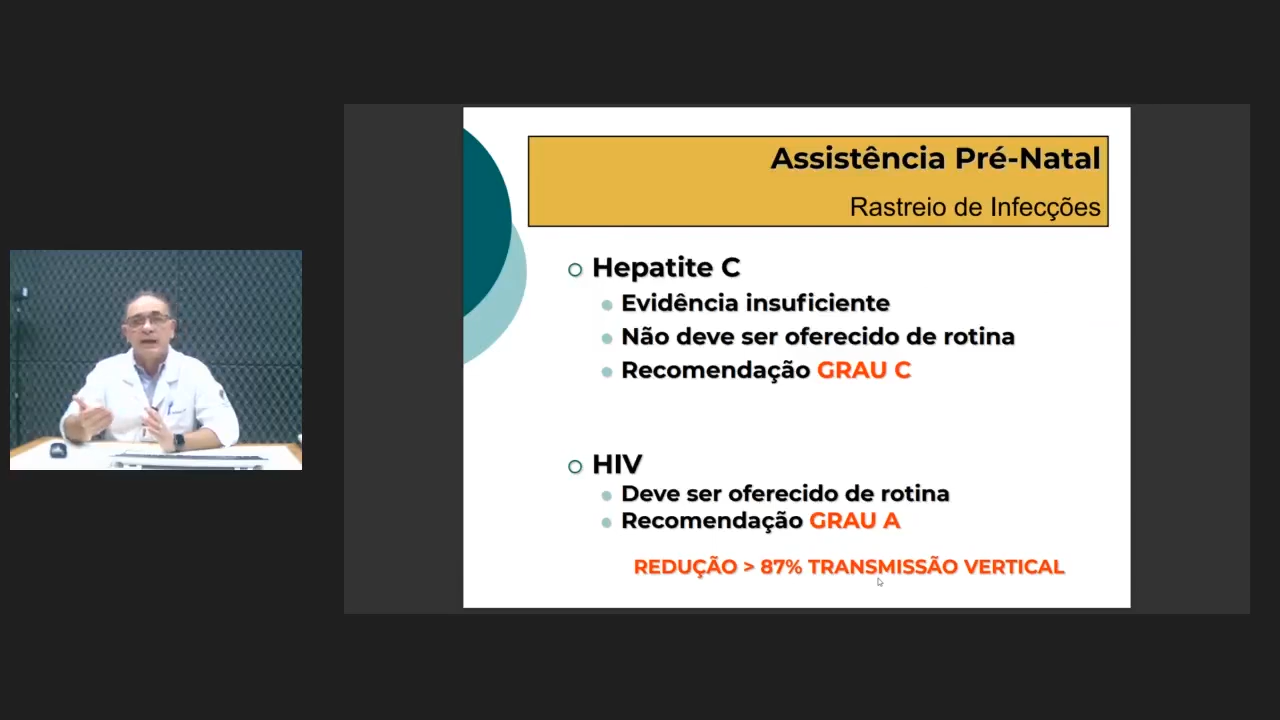 Assistência Pré-Natal
Rastreio de Infecções
Hepatite C
Evidência insuficiente
Não deve ser oferecido de rotina
Recomendação GRAU C
HIV
Deve ser oferecido de rotina
Recomendação GRAU A
REDUÇÃO > 87% TRANSMISSÃO VERTICAL